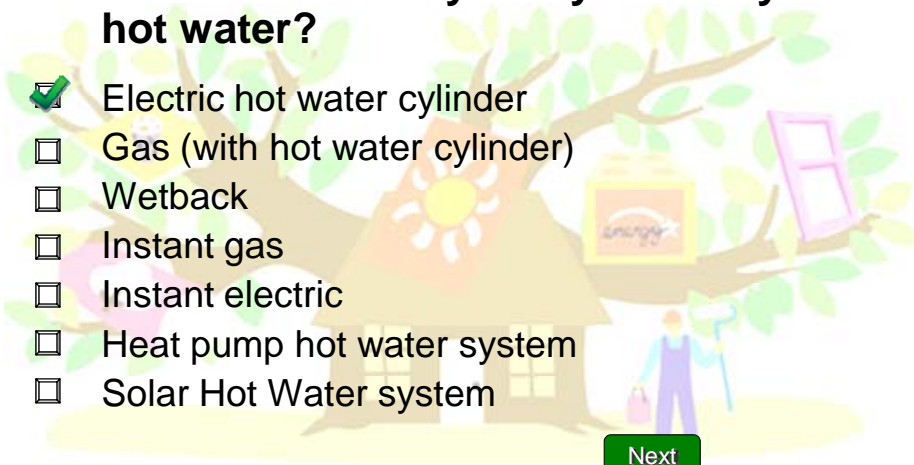 hot water?
Electric hot water cylinder
Gas (with hot water cylinder)
Wetback
Instant gas
energy
Instant electric
Heat pump hot water system
Solar Hot Water system
Next